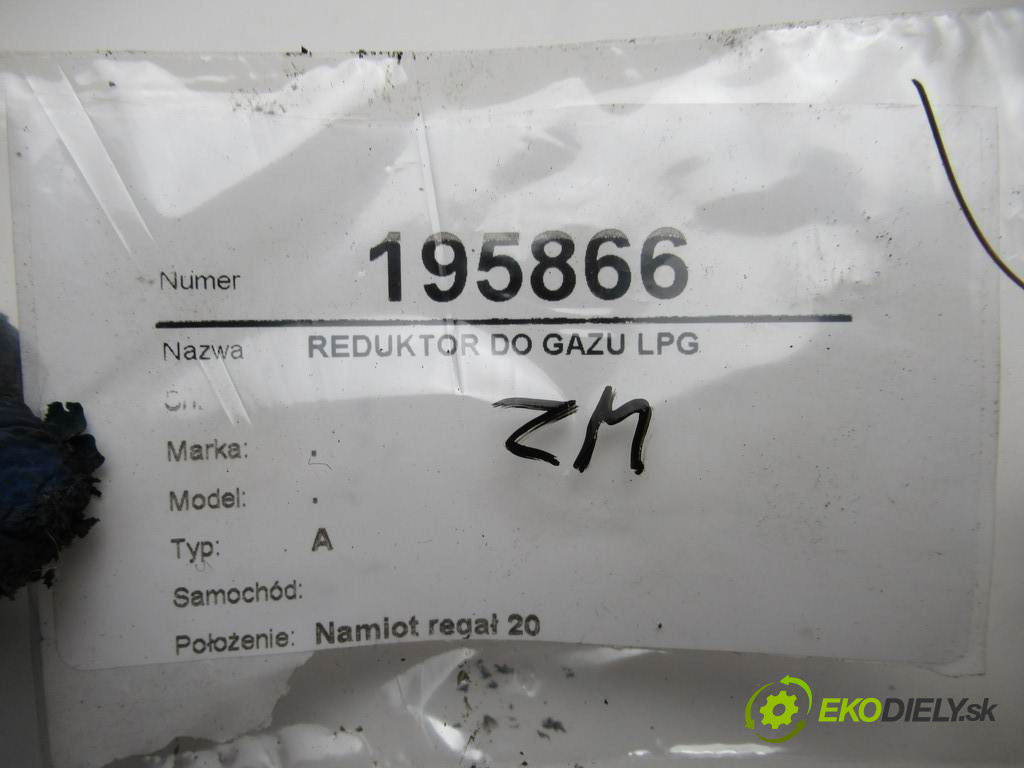 Numer 195866
Nazwa REDUKTOR DO GAZU LPG
ZM
Marka: .
Model: .
Typ: A
Samochód:
Położenie: Namiot regał 20
EKODIELY.sk